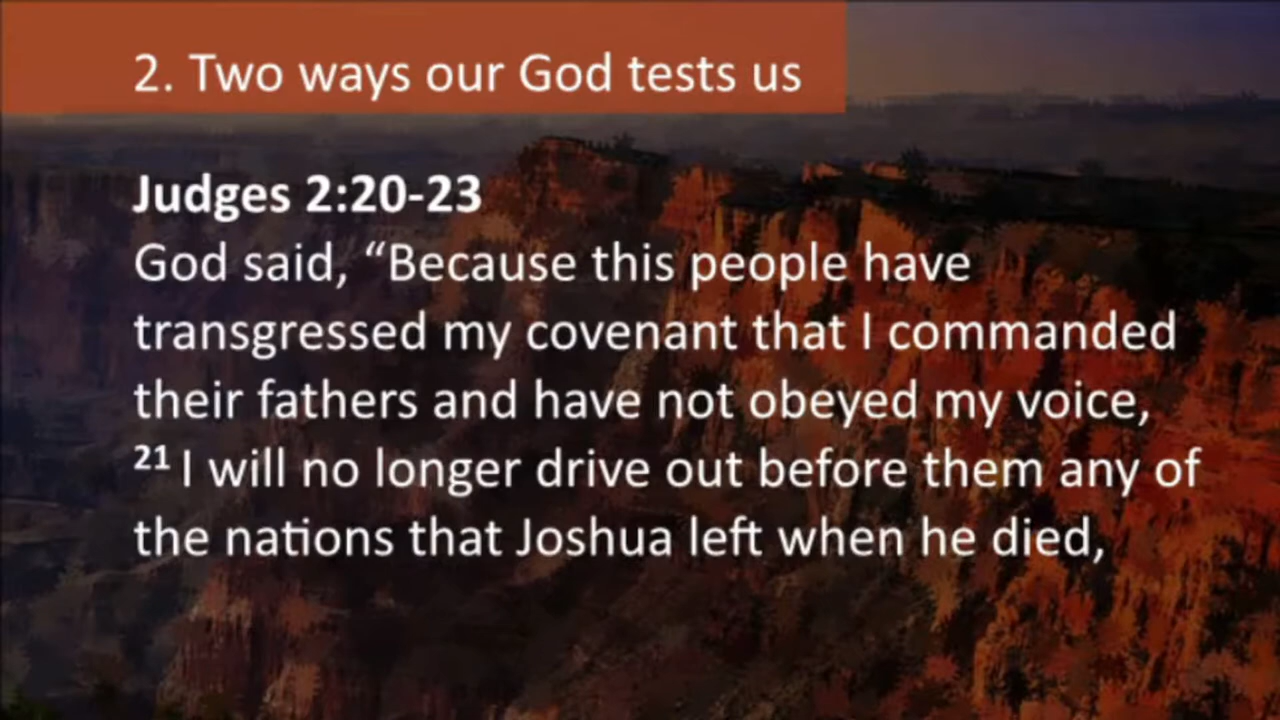 2. Two ways our God tests us
Judges 2:20-23
God said, “Because this people have
transgressed my covenant that I commanded
their fathers and have not obeyed my voice,
21 I will no longer drive out before them any of
the nations that Joshua left when he died,